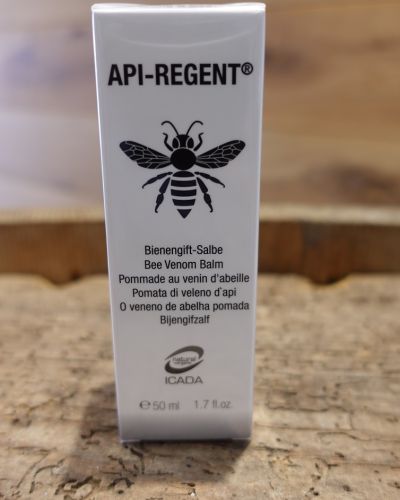 API-REGENT®
Bienengift-Salbe
Bee Venom Balm
Pommade au venin d'abeille
Pomata di veleno d`api
O veneno de abelha pomada
Bijengifzalf
natural
ICADA
℮50 ml 1.7 fl.oz.